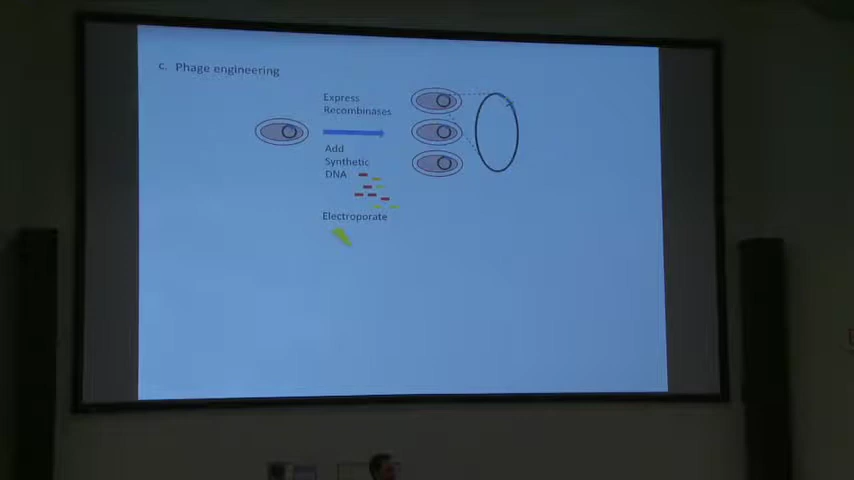 c. Phage engineering
Express
Recombinases
Add
Synthetic
DNA
Electroporate